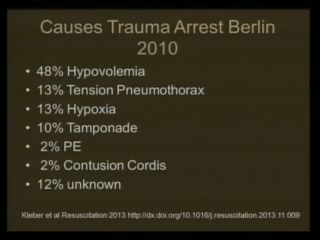 Causes Trauma Arrest Berlin
2010
• 48% Hypovolemia
• 13% Tension Pneumothorax
• 13% Hypoxia
• 10% Tamponade
• 2% PE
• 2% Contusion Cordis
• 12% unknown
Kleber et al Resuscitation 2013 http://dx.doi.org/10.1016/j.resuscitation.2013.11.009